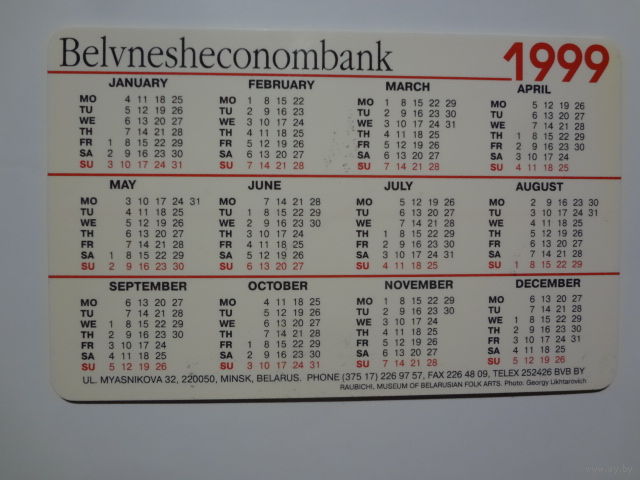 Belvnesheconombank 1999
JANUARY FEBRUARY MARCH APRIL
MO 4 11 18 25 MO 1 8 15 22 MO 1 8 15 22 29 MO 5 12 19 26
TU 5 12 19 26 TU 2 9 16 23 TU 2 9 16 23 30 TU 6 13 20 27
WE 6 13 20 27 WE 3 10 17 24 WE 3 10 17 24 31 WE 7 14 21 28
TH 7 14 21 28 TH 4 11 18 25 TH 4 11 18 25 TH 1 8 15 22 29
FR 1 8 15 22 29 FR 5 12 19 26 FR 5 12 19 26 FR 2 9 16 23 30
SA 2 9 16 23 30 SA 6 13 20 27 SA 6 13 20 27 SA 3 10 17 24
SU 3 10 17 24 31 SU 7 14 21 28 SU 7 14 21 28 SU 4 11 18 25
MAY JUNE JULY AUGUST
MO 3 10 17 24 31 MO 7 14 21 28 MO 5 12 19 26 MO 2 9 16 23 30
TU 4 11 18 25 TU 1 8 15 22 29 TU 6 13 20 27 TU 3 10 17 24 31
WE 5 12 19 26 WE 2 9 16 23 30 WE 7 14 21 28 WE 4 11 18 25
TH 6 13 20 27 TH 3 10 17 24 TH 1 8 15 22 29 TH 5 12 19 26
FR 7 14 21 28 FR 4 11 18 25 FR 2 9 16 23 30 FR 6 13 20 27
SA 1 8 15 22 29 SA 5 12 19 26 SA 3 10 17 24 31 SA 7 14 21 28
SU 2 9 16 23 30 SU 6 13 20 27 SU 4 11 18 25 SU 1 8 15 22 29
SEPTEMBER OCTOBER NOVEMBER DECEMBER
MO 6 13 20 27 MO 4 11 18 25 MO 1 8 15 22 29 MO 6 13 20 27
TU 7 14 21 28 TU 5 12 19 26 TU 2 9 16 23 30 TU 7 14 21 28
WE 1 8 15 22 29 WE 6 13 20 27 WE 3 10 17 24 WE 1 8 15 22 29
TH 2 9 16 23 30 TH 7 14 21 28 TH 4 11 18 25 TH 2 9 16 23 30
FR 3 10 17 24 FR 1 8 15 22 29 FR 5 12 19 26 FR 3 10 17 24 31
SA 4 11 18 25 SA 2 9 16 23 30 SA 6 13 20 27 SA 4 11 18 25
SU 5 12 19 26 SU 3 10 17 24 31 SU 7 14 21 28 SU 5 12 19 26
UL. MYASNIKOVA 32, 220050, MINSK, BELARUS. PHONE (375 17) 226 97 57, FAX 226 48 09, TELEX 252426 BVB BY
RAUBICHI, MUSEUM OF BELARUSIAN FOLK ARTS. Photo: Georgy Likhtarovich
www.ay.by